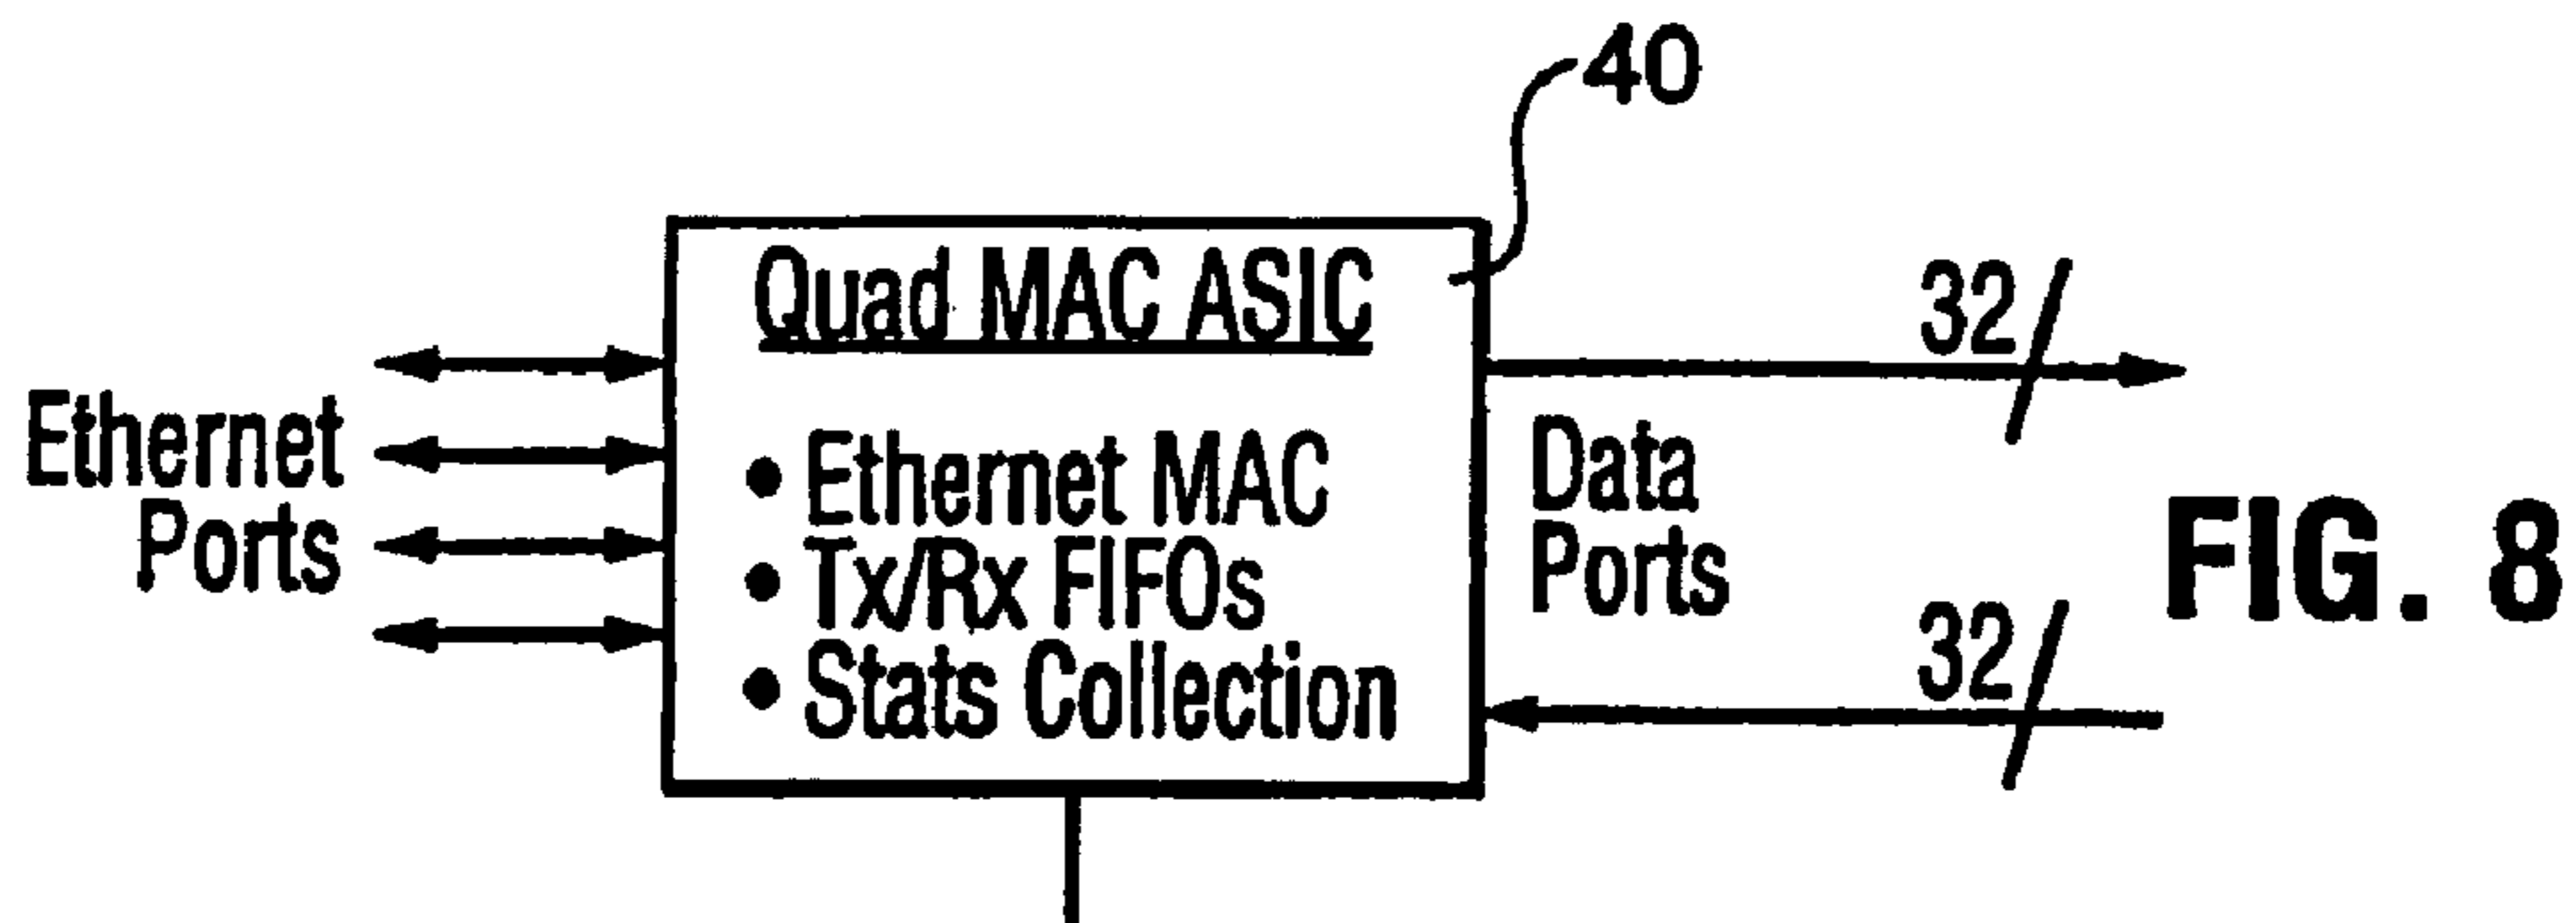 40
Quad MAC ASIC
• Ethernet MAC
• Tx/Rx FIFOs
• Stats Collection
Ethernet
Ports
32
Data
Ports
32
FIG. 8